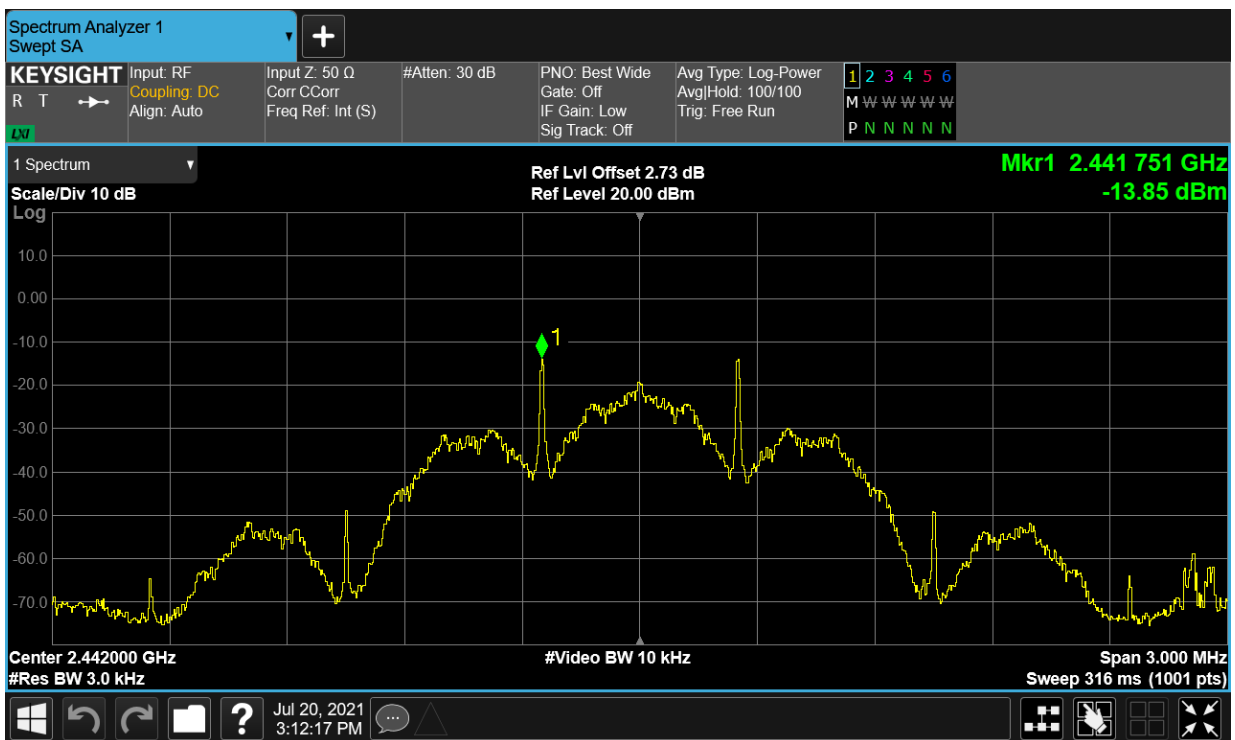 Spectrum Analyzer 1
Swept SA
KEYSIGHT
R T
LXI
Input: RF
Coupling: DC
Align: Auto
Input Z: 50 Ω
Corr CCorr
Freq Ref: Int (S)
#Atten: 30 dB
PNO: Best Wide
Gate: Off
IF Gain: Low
Sig Track: Off
Avg Type: Log-Power
Avg|Hold: 100/100
Trig: Free Run
1 2 3 4 5 6
M W W W W W
P N N N N N
1 Spectrum
Scale/Div 10 dB
Log
Ref Lvl Offset 2.73 dB
Ref Level 20.00 dBm
Mkr1 2.441 751 GHz
-13.85 dBm
10.0
0.00
-10.0
-20.0
-30.0
-40.0
-50.0
-60.0
-70.0
1
Center 2.442000 GHz
#Res BW 3.0 kHz
#Video BW 10 kHz
Span 3.000 MHz
Sweep 316 ms (1001 pts)
?
Jul 20, 2021
3:12:17 PM